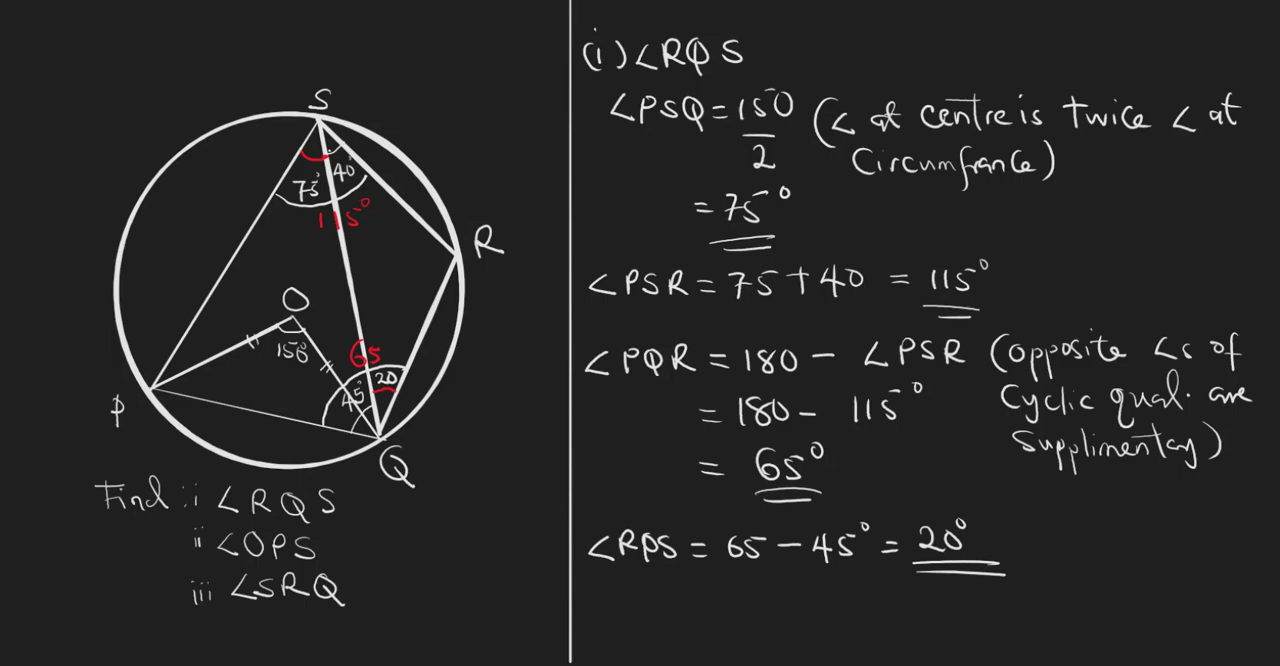 S
75°
40°
115°
R
O
150°
65
20
45°
P
Q
Find : i ∠RQS
ii ∠OPS
iii ∠SRQ
(i) ∠RQS
∠PSQ = 150/2 (∠ at centre is twice ∠ at
Circumfrance)
= 75°
∠PSR = 75 + 40 = 115°
∠PQR = 180 - ∠PSR (opposite ∠s of
= 180 - 115° Cyclic qual. are
= 65° Supplimentary)
∠RQS = 65 - 45° = 20°